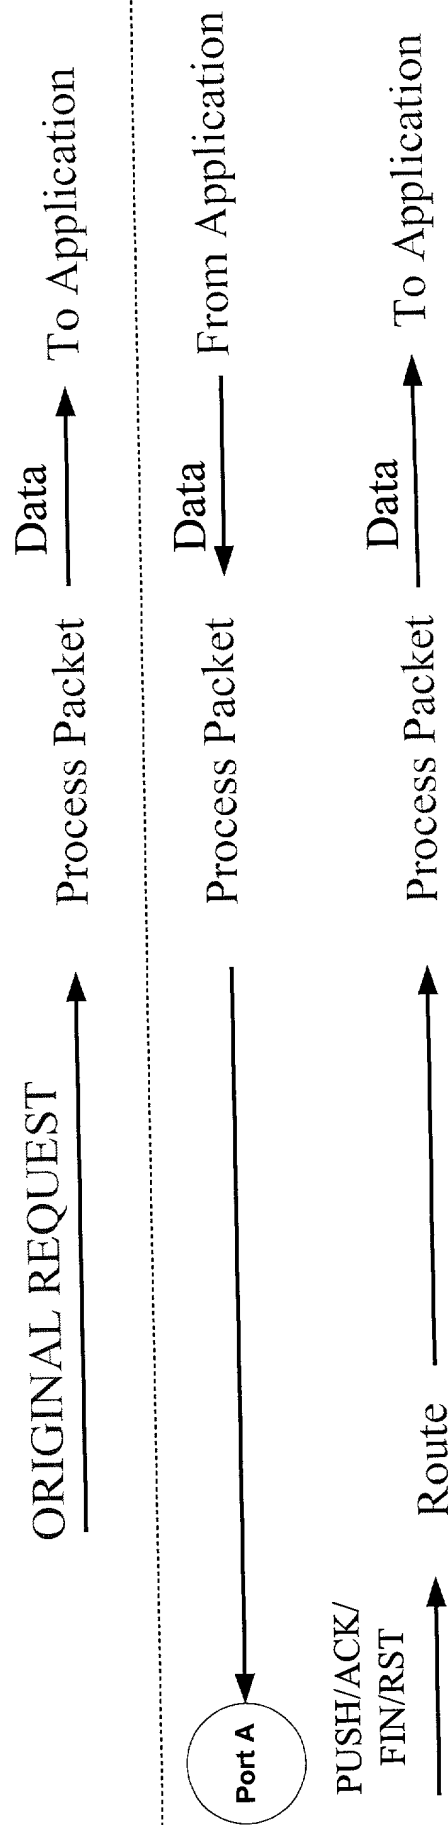 ORIGINAL REQUEST
Process Packet
Data
To Application
Port A
Process Packet
Data
From Application
PUSH/ACK/
FIN/RST
Route
Process Packet
Data
To Application